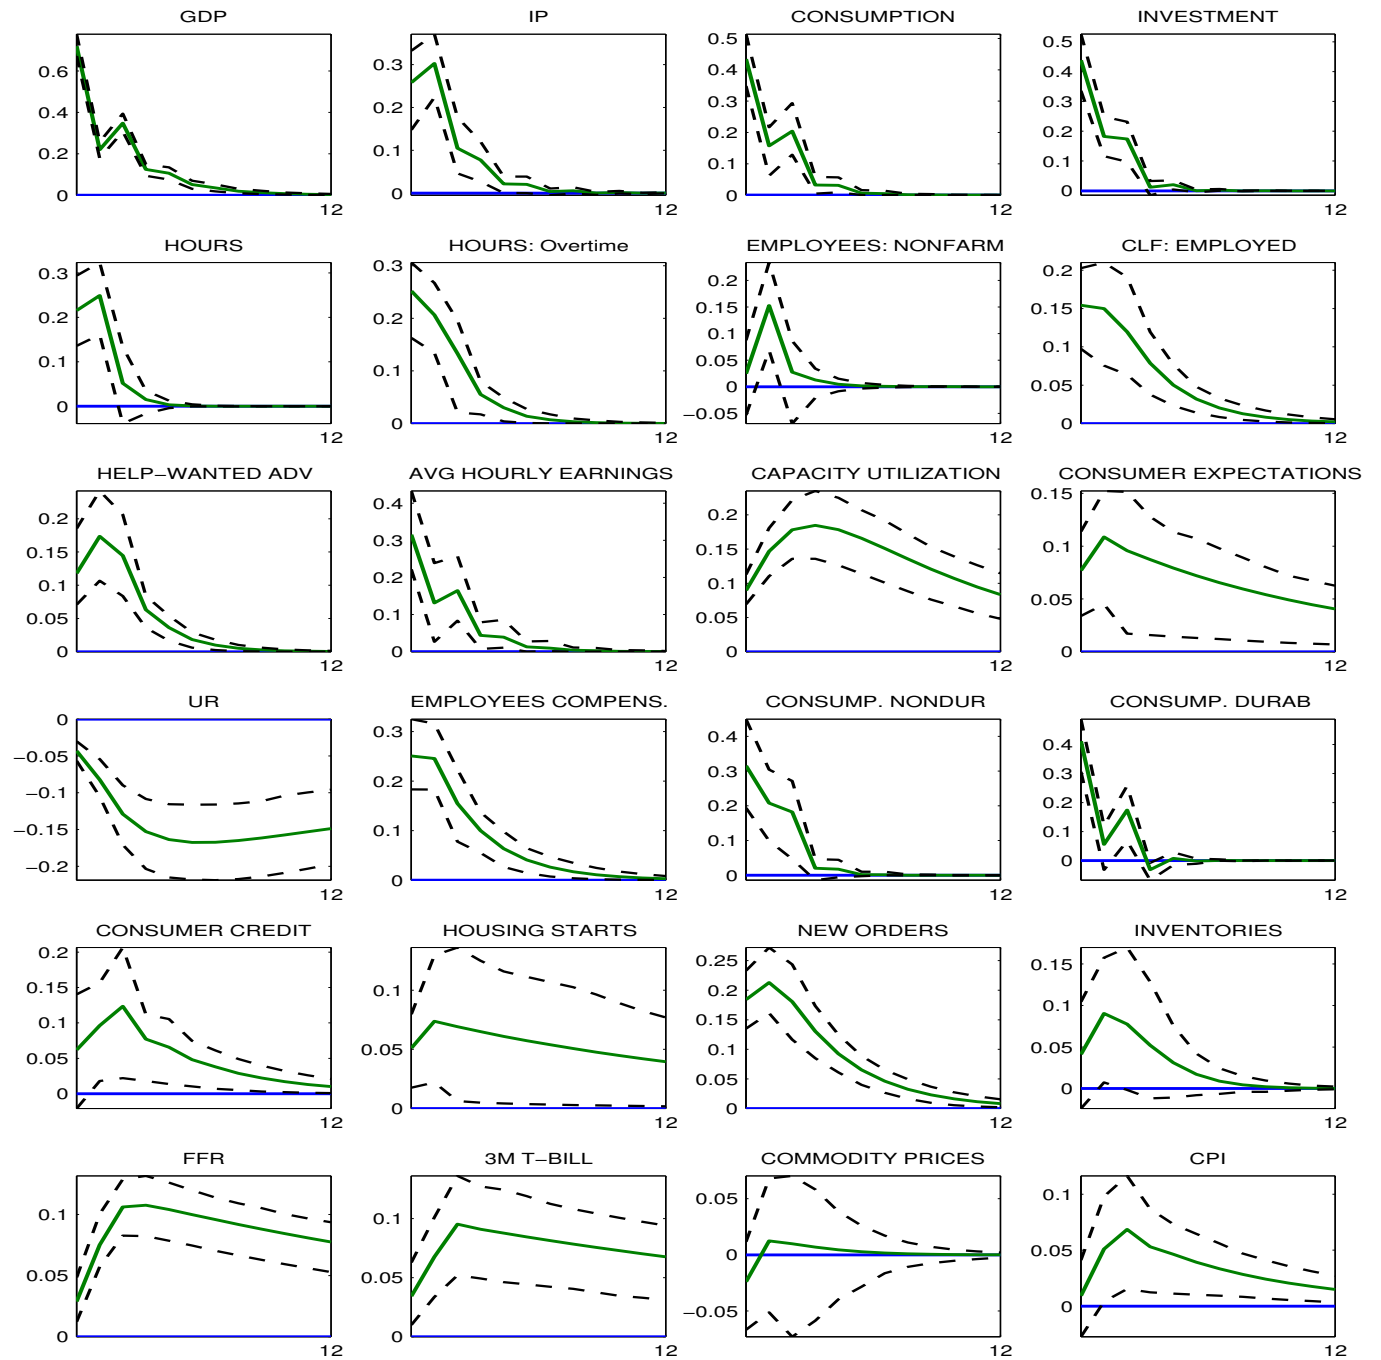 GDP IP CONSUMPTION INVESTMENT
0.6 0.4 0.2 0 12
0.3 0.2 0.1 0 12
0.5 0.4 0.3 0.2 0.1 0 12
0.5 0.4 0.3 0.2 0.1 0 12
HOURS HOURS: Overtime EMPLOYEES: NONFARM CLF: EMPLOYED
0.3 0.2 0.1 0 12
0.3 0.2 0.1 0 12
0.2 0.15 0.1 0.05 0 −0.05 12
0.2 0.15 0.1 0.05 0 12
HELP−WANTED ADV AVG HOURLY EARNINGS CAPACITY UTILIZATION CONSUMER EXPECTATIONS
0.2 0.15 0.1 0.05 0 12
0.4 0.3 0.2 0.1 0 12
0.2 0.15 0.1 0.05 0 12
0.15 0.1 0.05 0 12
UR EMPLOYEES COMPENS. CONSUMP. NONDUR CONSUMP. DURAB
0 −0.05 −0.1 −0.15 −0.2 12
0.3 0.2 0.1 0 12
0.4 0.3 0.2 0.1 0 12
0.4 0.3 0.2 0.1 0 12
CONSUMER CREDIT HOUSING STARTS NEW ORDERS INVENTORIES
0.2 0.15 0.1 0.05 0 12
0.1 0.05 0 12
0.25 0.2 0.15 0.1 0.05 0 12
0.15 0.1 0.05 0 12
FFR 3M T−BILL COMMODITY PRICES CPI
0.1 0.05 0 12
0.1 0.05 0 12
0.05 0 −0.05 12
0.1 0.05 0 12